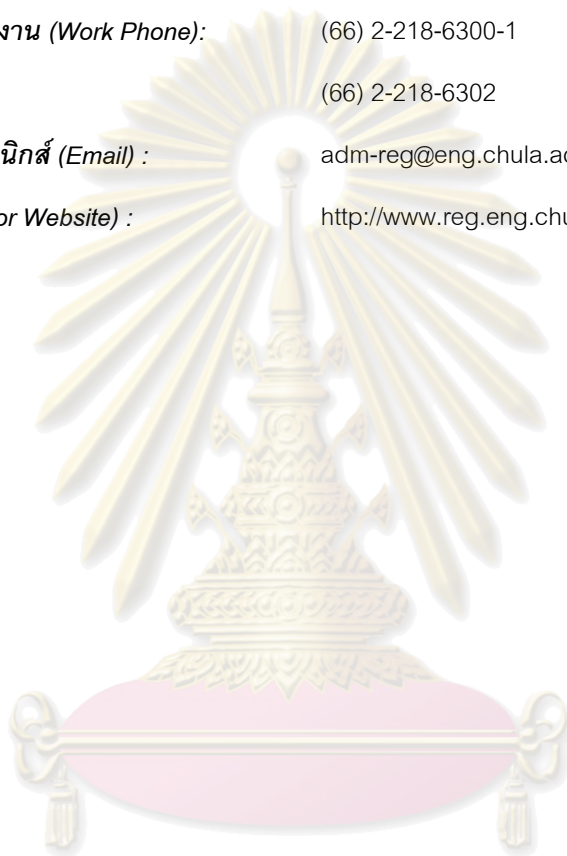 งาน (Work Phone): (66) 2-218-6300-1
(66) 2-218-6302
นิกส์ (Email) : adm-reg@eng.chula.ac
or Website) : http://www.reg.eng.chu